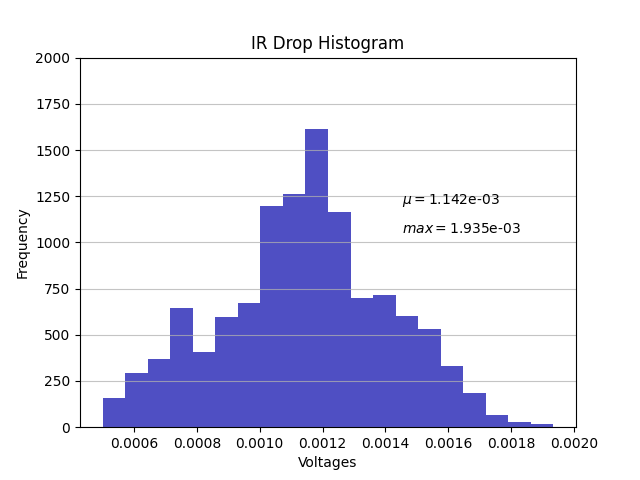 IR Drop Histogram
2000
1750
1500
1250
1000
750
500
250
0
Frequency
μ = 1.142e-03
max = 1.935e-03
0.0006 0.0008 0.0010 0.0012 0.0014 0.0016 0.0018 0.0020
Voltages